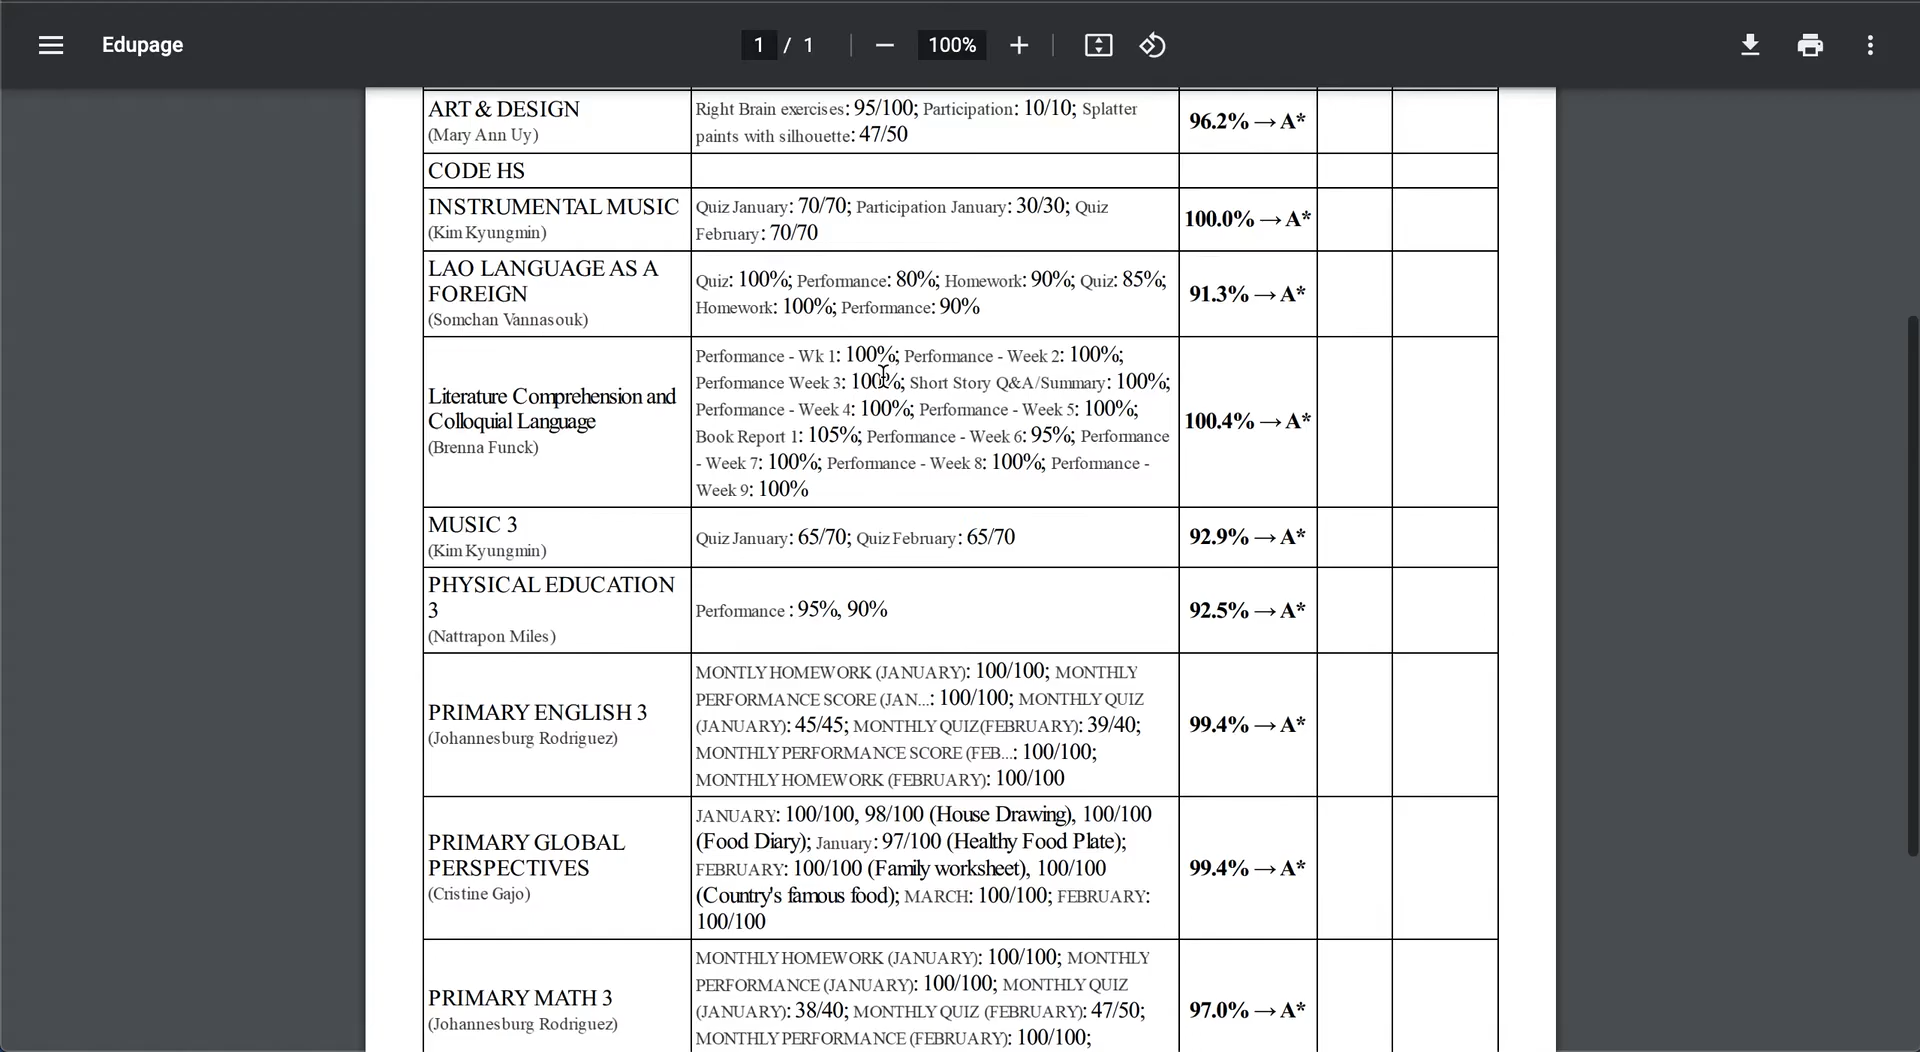 Edupage
1 / 1
100%
ART & DESIGN
(Mary Ann Uy)
Right Brain exercises: 95/100; Participation: 10/10; Splatter
paints with silhouette: 47/50
96.2% → A*
CODE HS
INSTRUMENTAL MUSIC
(Kim Kyungmin)
Quiz January: 70/70; Participation January: 30/30; Quiz
February: 70/70
100.0% → A*
LAO LANGUAGE AS A
FOREIGN
(Somchan Vannasouk)
Quiz: 100%; Performance: 80%; Homework: 90%; Quiz: 85%;
Homework: 100%; Performance: 90%
91.3% → A*
Literature Comprehension and
Colloquial Language
(Brenna Funck)
Performance - Wk 1: 100%; Performance - Week 2: 100%;
Performance Week 3: 100%; Short Story Q&A/Summary: 100%;
Performance - Week 4: 100%; Performance - Week 5: 100%;
Book Report 1: 105%; Performance - Week 6: 95%; Performance
- Week 7: 100%; Performance - Week 8: 100%; Performance -
Week 9: 100%
100.4% → A*
MUSIC 3
(Kim Kyungmin)
Quiz January: 65/70; Quiz February: 65/70
92.9% → A*
PHYSICAL EDUCATION
3
(Nattrapon Miles)
Performance : 95%, 90%
92.5% → A*
PRIMARY ENGLISH 3
(Johannesburg Rodriguez)
MONTLY HOMEWORK (JANUARY): 100/100; MONTHLY
PERFORMANCE SCORE (JAN...: 100/100; MONTHLY QUIZ
(JANUARY): 45/45; MONTHLY QUIZ(FEBRUARY): 39/40;
MONTHLY PERFORMANCE SCORE (FEB...: 100/100;
MONTHLY HOMEWORK (FEBRUARY): 100/100
99.4% → A*
PRIMARY GLOBAL
PERSPECTIVES
(Cristine Gajo)
JANUARY: 100/100, 98/100 (House Drawing), 100/100
(Food Diary); January: 97/100 (Healthy Food Plate);
FEBRUARY: 100/100 (Family worksheet), 100/100
(Country's famous food); MARCH: 100/100; FEBRUARY:
100/100
99.4% → A*
PRIMARY MATH 3
(Johannesburg Rodriguez)
MONTHLY HOMEWORK (JANUARY): 100/100; MONTHLY
PERFORMANCE (JANUARY): 100/100; MONTHLY QUIZ
(JANUARY): 38/40; MONTHLY QUIZ (FEBRUARY): 47/50;
MONTHLY PERFORMANCE (FEBRUARY): 100/100;
97.0% → A*